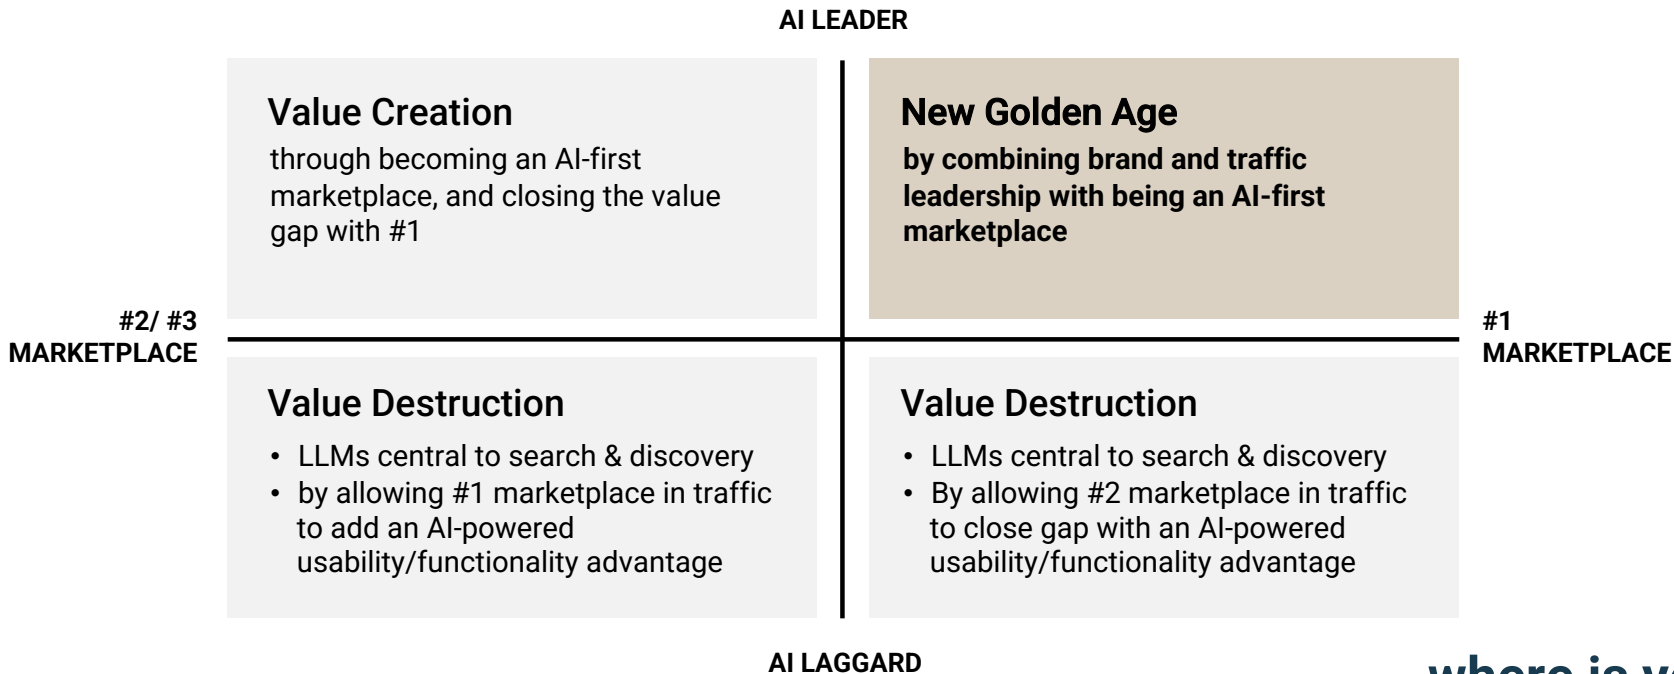 AI LEADER
Value Creation
through becoming an AI-first
marketplace, and closing the value
gap with #1
New Golden Age
by combining brand and traffic
leadership with being an AI-first
marketplace
#2/ #3
MARKETPLACE
#1
MARKETPLACE
Value Destruction
• LLMs central to search & discovery
• by allowing #1 marketplace in traffic
to add an AI-powered
usability/functionality advantage
Value Destruction
• LLMs central to search & discovery
• By allowing #2 marketplace in traffic
to close gap with an AI-powered
usability/functionality advantage
AI LAGGARD
where is